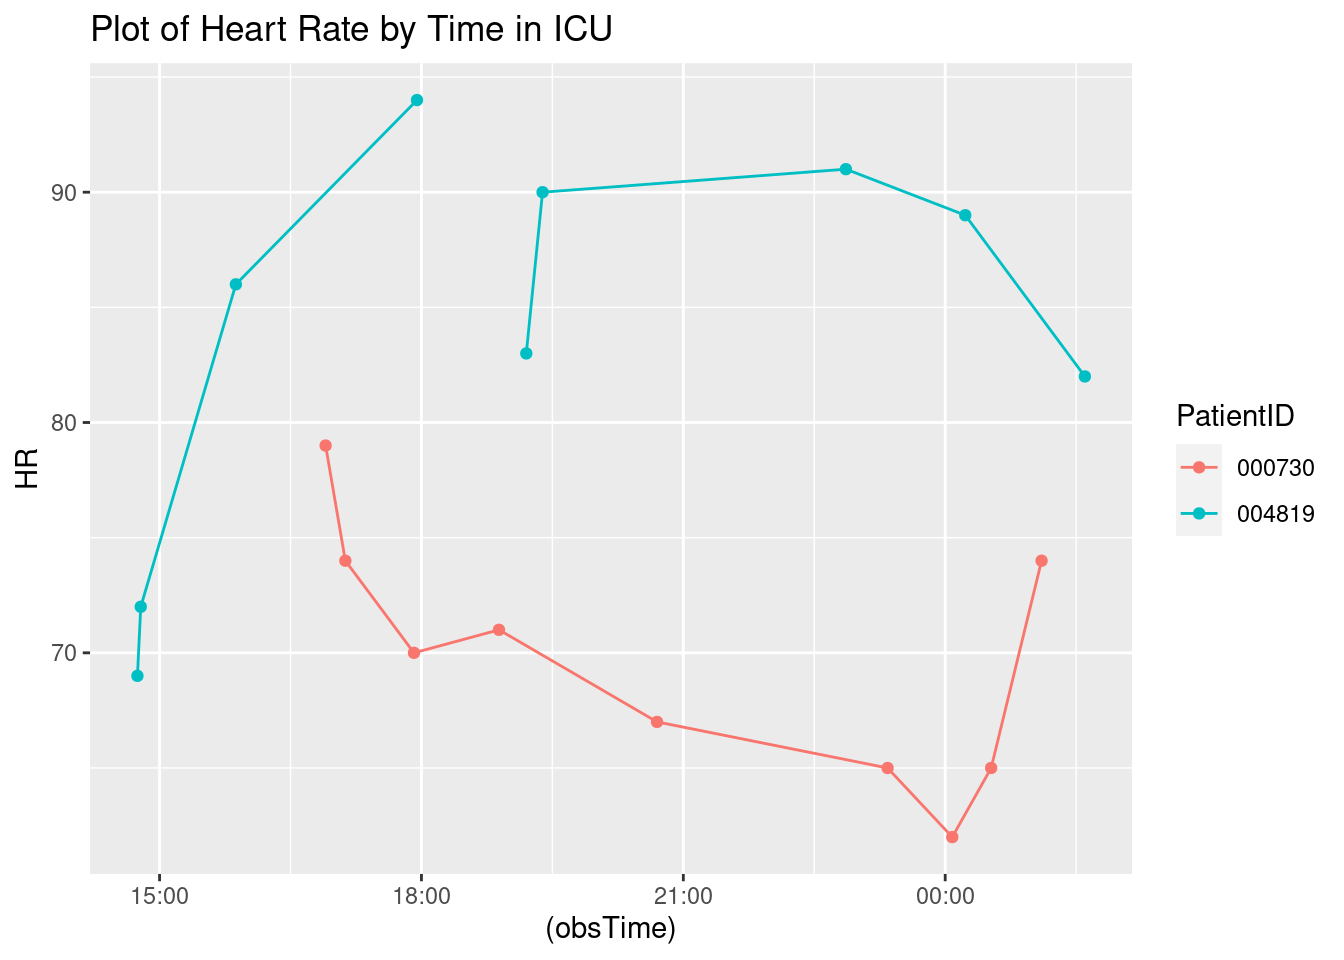 Plot of Heart Rate by Time in ICU
90
80
70
HR
15:00 18:00 21:00 00:00
(obsTime)
PatientID
000730
004819